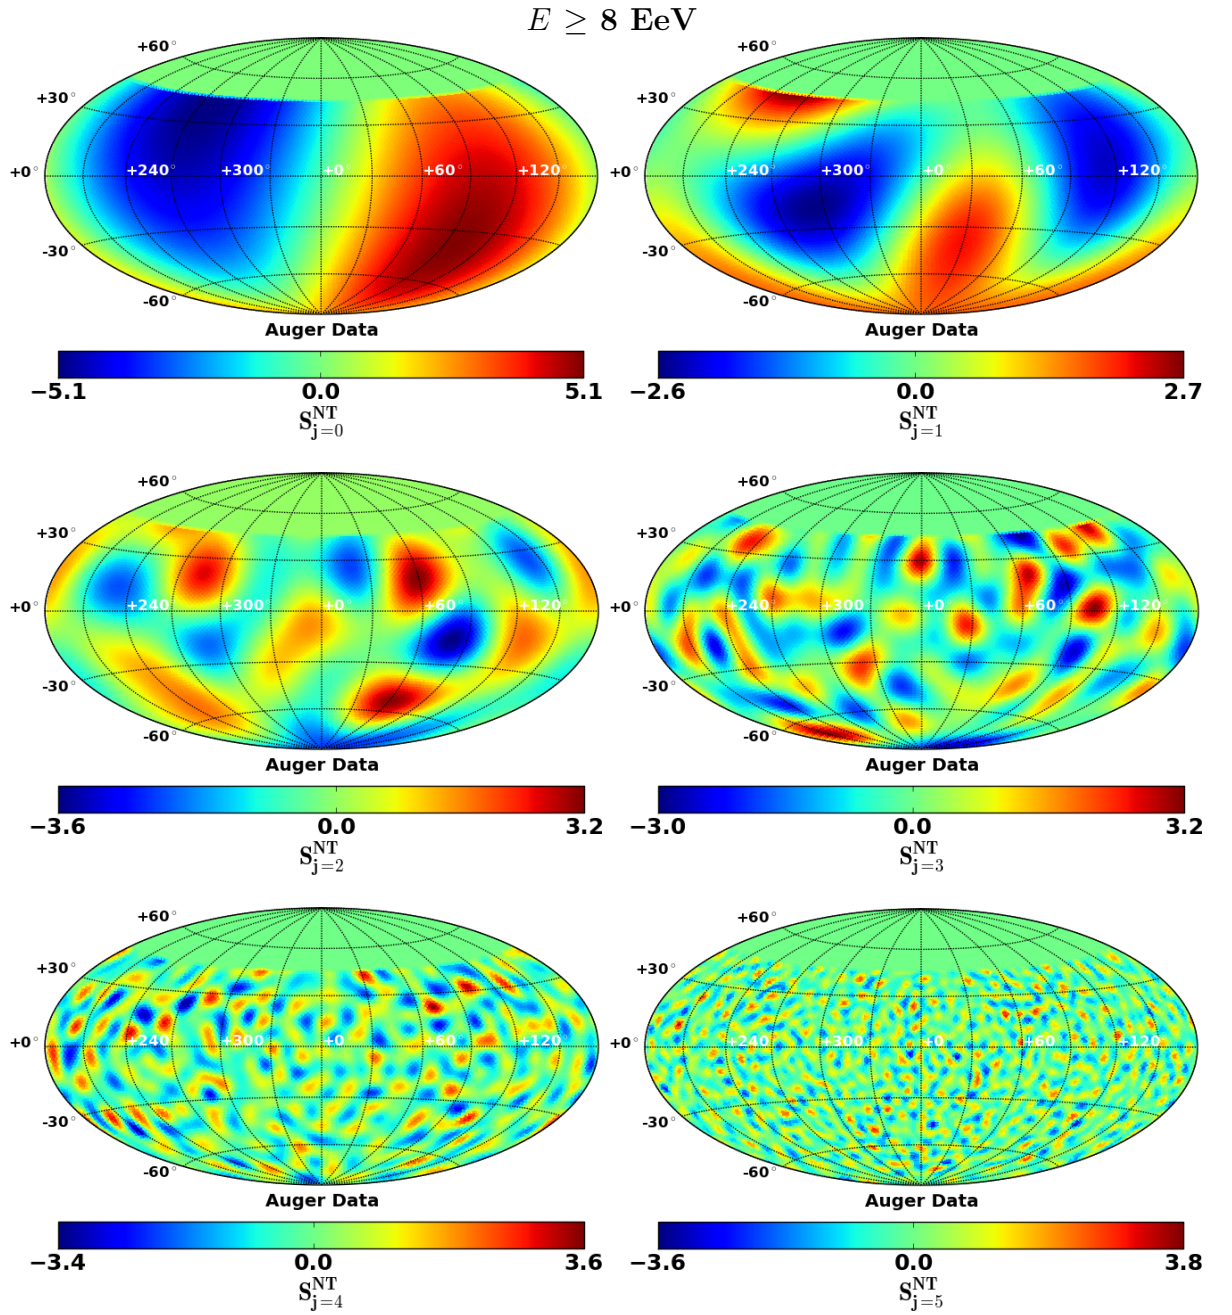 E ≥ 8 EeV
+60° +60°
+30° +30°
+0° +240° +300° +0° +60° +120° +0° +240° +300° +0° +60° +120°
-30° -30°
-60° -60°
Auger Data Auger Data
−5.1 0.0 5.1 −2.6 0.0 2.7
S^NT_j=0 S^NT_j=1
+60° +60°
+30° +30°
+0° +240° +300° +0° +60° +120° +0° +240° +300° +0° +60° +120°
-30° -30°
-60° -60°
Auger Data Auger Data
−3.6 0.0 3.2 −3.0 0.0 3.2
S^NT_j=2 S^NT_j=3
+60° +60°
+30° +30°
+0° +240° +300° +0° +60° +120° +0° +240° +300° +0° +60° +120°
-30° -30°
-60° -60°
Auger Data Auger Data
−3.4 0.0 3.6 −3.6 0.0 3.8
S^NT_j=4 S^NT_j=5